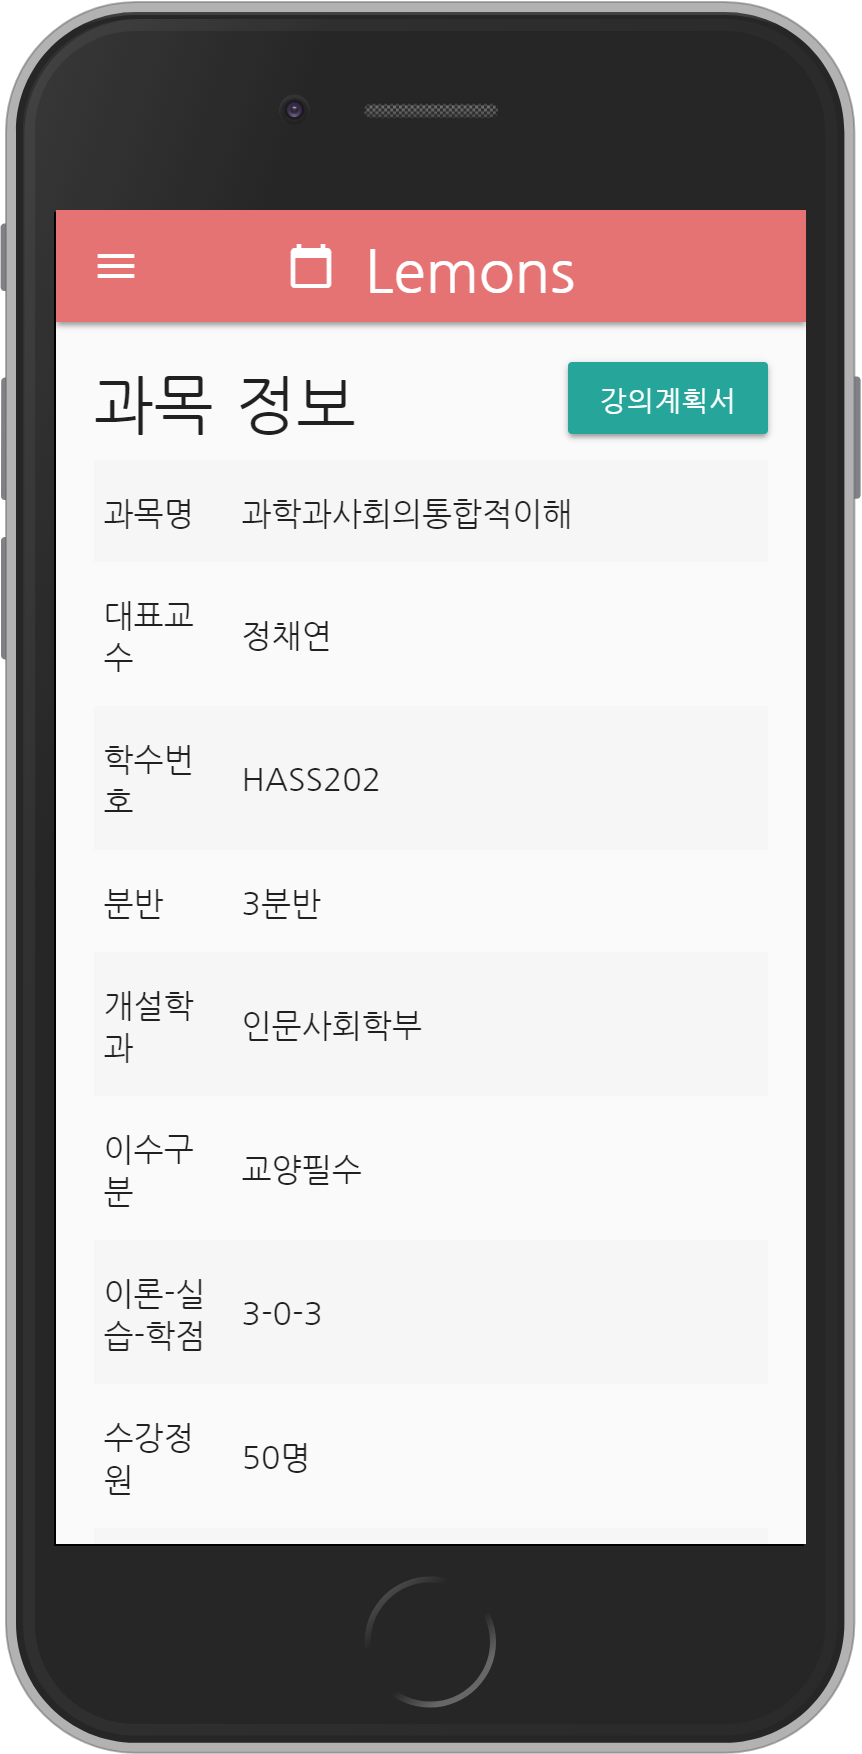 Lemons
과목 정보
강의계획서
과목명 과학과사회의통합적이해
대표교
수
정채연
학수번
호
HASS202
분반 3분반
개설학
과
인문사회학부
이수구
분
교양필수
이론-실
습-학점
3-0-3
수강정
원
50명